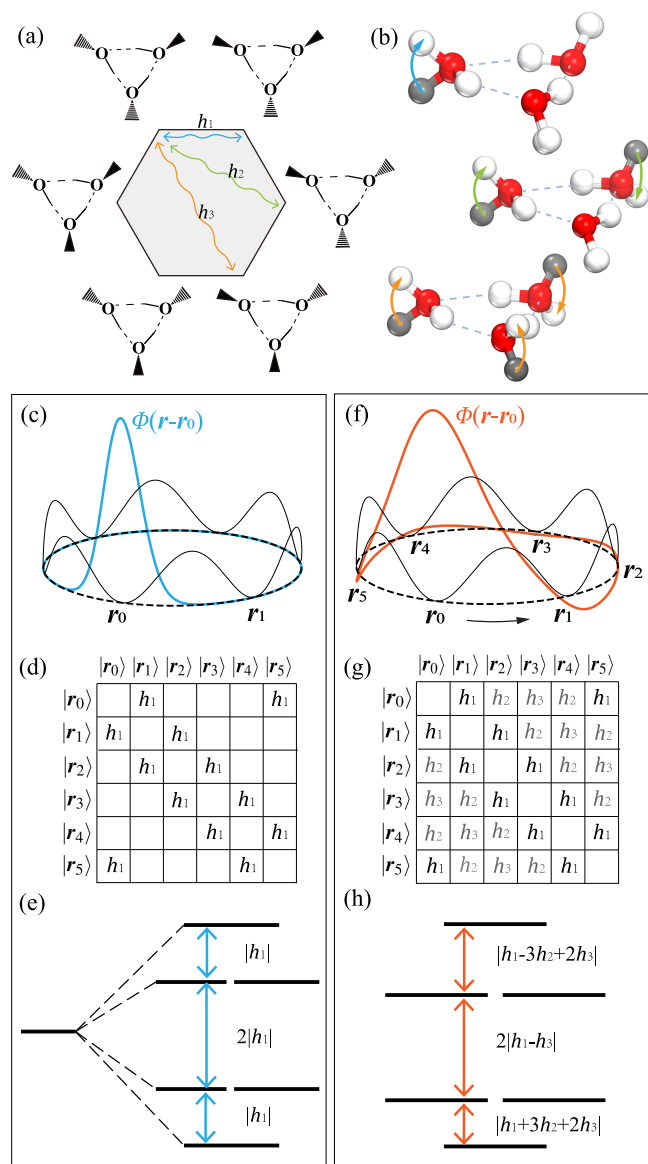 (a)
(b)
O O
O
O O
O
h1
h2
h3
O O
O
O O
O
O O
O
O O
O
(c)
Φ(r-r0)
r0
r1
(f)
Φ(r-r0)
r4
r3
r2
r5
r0
r1
(d)
|r0⟩ |r1⟩ |r2⟩ |r3⟩ |r4⟩ |r5⟩
|r0⟩ h1 h1
|r1⟩ h1 h1
|r2⟩ h1 h1
|r3⟩ h1 h1
|r4⟩ h1 h1
|r5⟩ h1 h1
(g)
|r0⟩ |r1⟩ |r2⟩ |r3⟩ |r4⟩ |r5⟩
|r0⟩ h1 h2 h3 h2 h1
|r1⟩ h1 h1 h2 h3 h2
|r2⟩ h2 h1 h1 h2 h3
|r3⟩ h3 h2 h1 h1 h2
|r4⟩ h2 h3 h2 h1 h1
|r5⟩ h1 h2 h3 h2 h1
(e)
|h1|
2|h1|
|h1|
(h)
|h1-3h2+2h3|
2|h1-h3|
|h1+3h2+2h3|